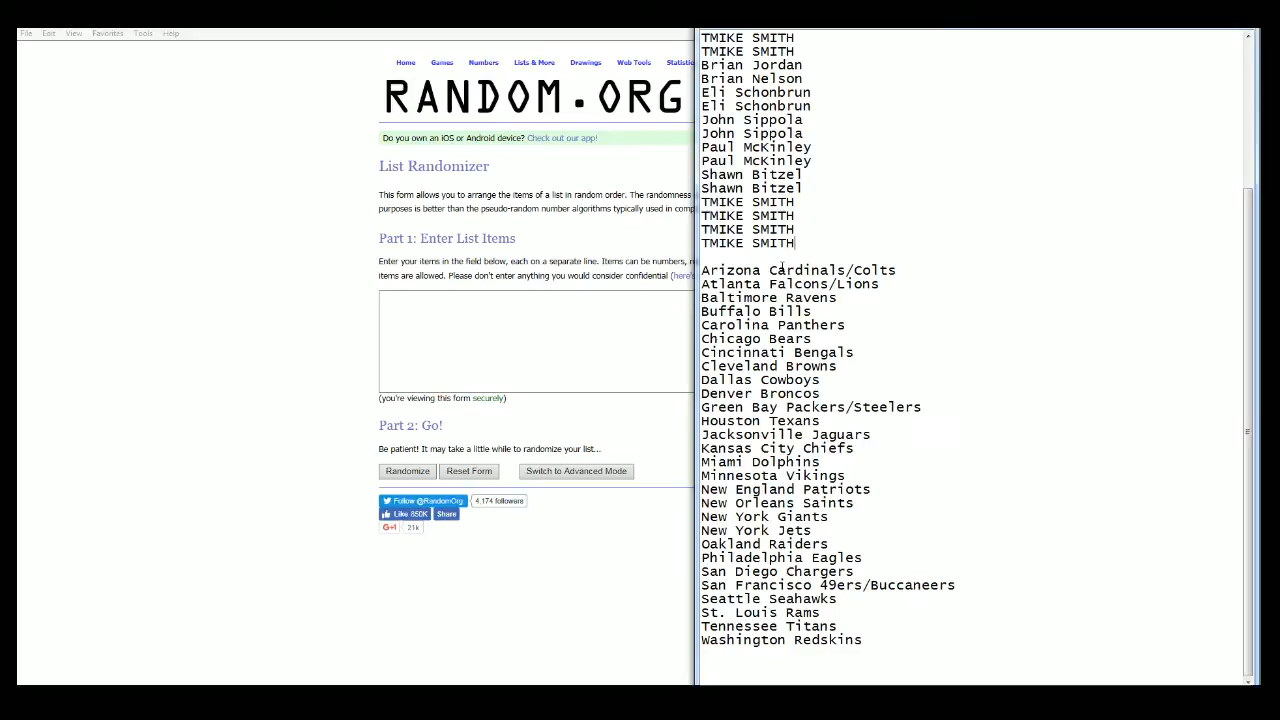 File Edit View Favorites Tools Help
Home Games Numbers Lists & More Drawings Web Tools Statistic
RANDOM.ORG
Do you own an iOS or Android device? Check out our app!
List Randomizer
This form allows you to arrange the items of a list in random order. The randomness
purposes is better than the pseudo-random number algorithms typically used in comp
Part 1: Enter List Items
Enter your items in the field below, each on a separate line. Items can be numbers,
items are allowed. Please don't enter anything you would consider confidential (here's
(you're viewing this form securely)
Part 2: Go!
Be patient! It may take a little while to randomize your list...
Randomize Reset Form Switch to Advanced Mode
Follow @RandomOrg 4,174 followers
Like 85K Share
G+1 21k
TMIKE SMITH
TMIKE SMITH
Brian Jordan
Brian Nelson
Eli Schonbrun
Eli Schonbrun
John Sippola
John Sippola
Paul McKinley
Paul McKinley
Shawn Bitzel
Shawn Bitzel
TMIKE SMITH
TMIKE SMITH
TMIKE SMITH
TMIKE SMITH
Arizona Cardinals/Colts
Atlanta Falcons/Lions
Baltimore Ravens
Buffalo Bills
Carolina Panthers
Chicago Bears
Cincinnati Bengals
Cleveland Browns
Dallas Cowboys
Denver Broncos
Green Bay Packers/Steelers
Houston Texans
Jacksonville Jaguars
Kansas City Chiefs
Miami Dolphins
Minnesota Vikings
New England Patriots
New Orleans Saints
New York Giants
New York Jets
Oakland Raiders
Philadelphia Eagles
San Diego Chargers
San Francisco 49ers/Buccaneers
Seattle Seahawks
St. Louis Rams
Tennessee Titans
Washington Redskins